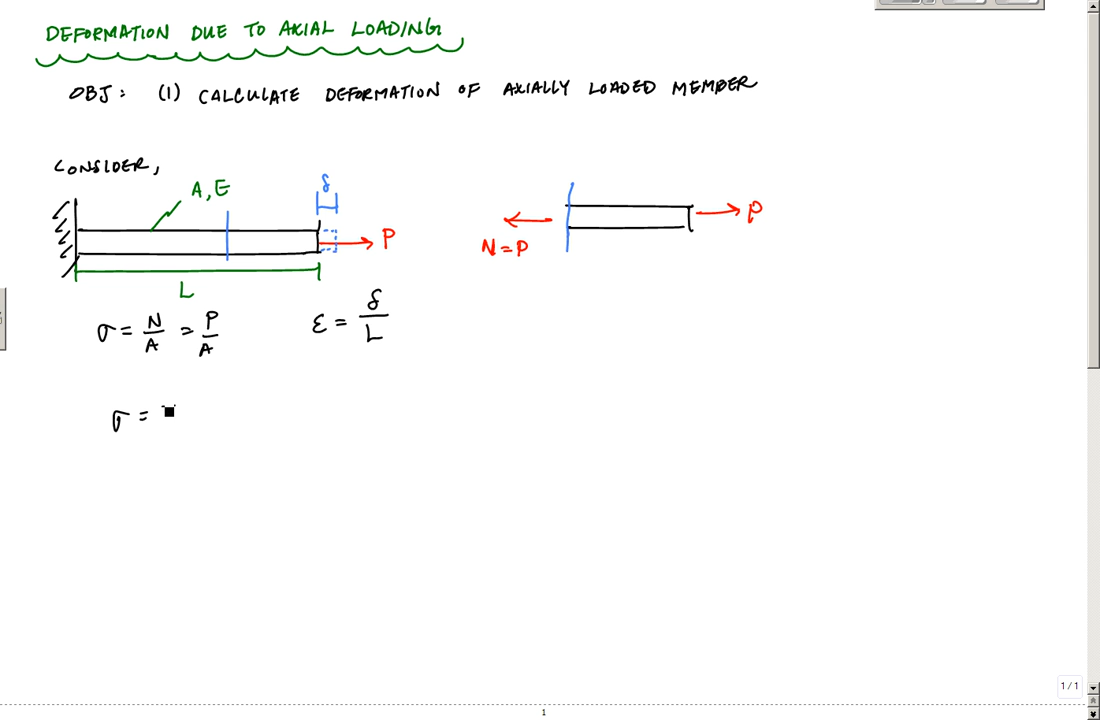 DEFORMATION DUE TO AXIAL LOADING
OBJ: (1) CALCULATE DEFORMATION OF AXIALLY LOADED MEMBER
CONSIDER,
A, E
δ
P
L
N = P
P
σ = N/A = P/A
ε = δ/L
σ =
1/1
1